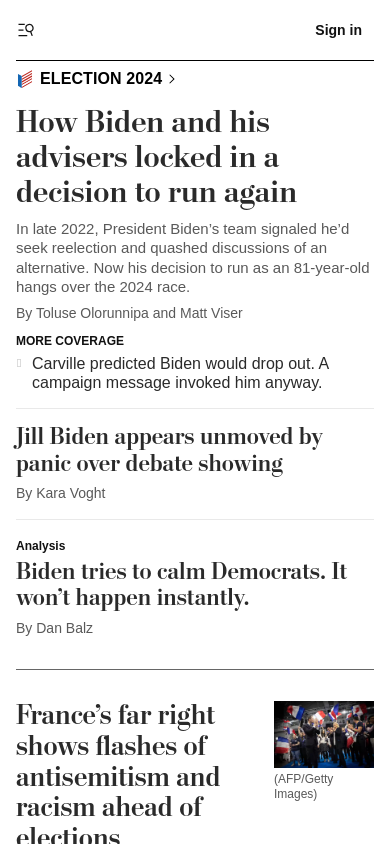 Sign in
ELECTION 2024
How Biden and his
advisers locked in a
decision to run again
In late 2022, President Biden’s team signaled he’d
seek reelection and quashed discussions of an
alternative. Now his decision to run as an 81-year-old
hangs over the 2024 race.
By Toluse Olorunnipa and Matt Viser
MORE COVERAGE
Carville predicted Biden would drop out. A
campaign message invoked him anyway.
Jill Biden appears unmoved by
panic over debate showing
By Kara Voght
Analysis
Biden tries to calm Democrats. It
won’t happen instantly.
By Dan Balz
France’s far right
shows flashes of
antisemitism and
racism ahead of
elections
(AFP/Getty
Images)